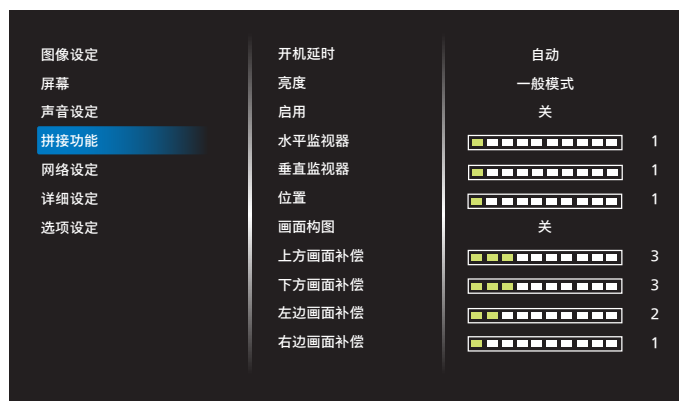 图像设定
屏幕
声音设定
拼接功能
网络设定
详细设定
选项设定
开机延时 自动
亮度 一般模式
启用 关
水平监视器 1
垂直监视器 1
位置 1
画面构图 关
上方画面补偿 3
下方画面补偿 3
左边画面补偿 2
右边画面补偿 1